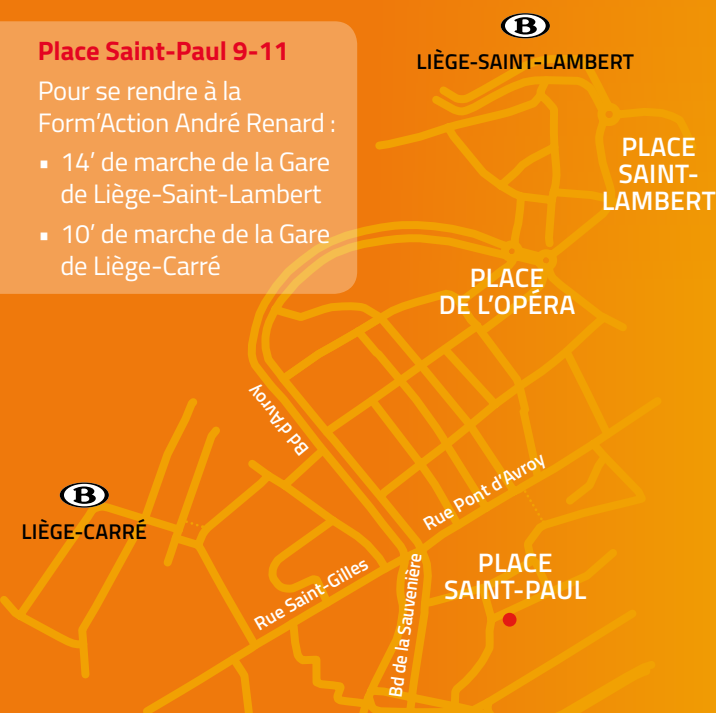 Place Saint-Paul 9-11
Pour se rendre à la
Form'Action André Renard :
▪ 14' de marche de la Gare
de Liège-Saint-Lambert
▪ 10' de marche de la Gare
de Liège-Carré
B
LIÈGE-SAINT-LAMBERT
PLACE
SAINT-
LAMBERT
PLACE
DE L'OPÉRA
Bd d'Avroy
Rue Pont d'Avroy
B
LIÈGE-CARRÉ
Rue Saint-Gilles
Bd de la Sauvenière
PLACE
SAINT-PAUL